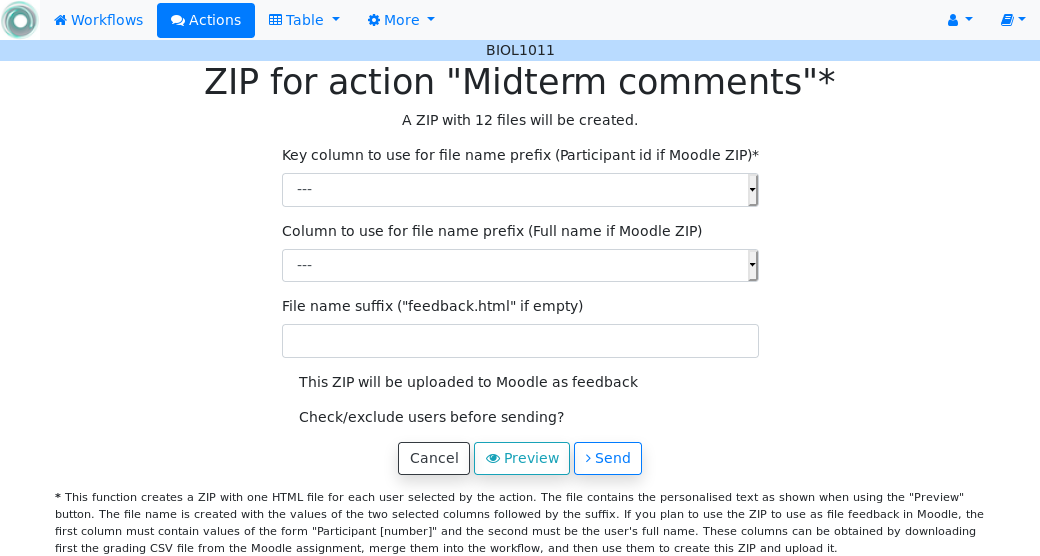 Workflows
Actions
Table
More
BIOL1011
ZIP for action "Midterm comments"*
A ZIP with 12 files will be created.
Key column to use for file name prefix (Participant id if Moodle ZIP)*
---
Column to use for file name prefix (Full name if Moodle ZIP)
---
File name suffix ("feedback.html" if empty)
This ZIP will be uploaded to Moodle as feedback
Check/exclude users before sending?
Cancel
Preview
Send
* This function creates a ZIP with one HTML file for each user selected by the action. The file contains the personalised text as shown when using the "Preview"
button. The file name is created with the values of the two selected columns followed by the suffix. If you plan to use the ZIP to use as file feedback in Moodle, the
first column must contain values of the form "Participant [number]" and the second must be the user's full name. These columns can be obtained by downloading
first the grading CSV file from the Moodle assignment, merge them into the workflow, and then use them to create this ZIP and upload it.